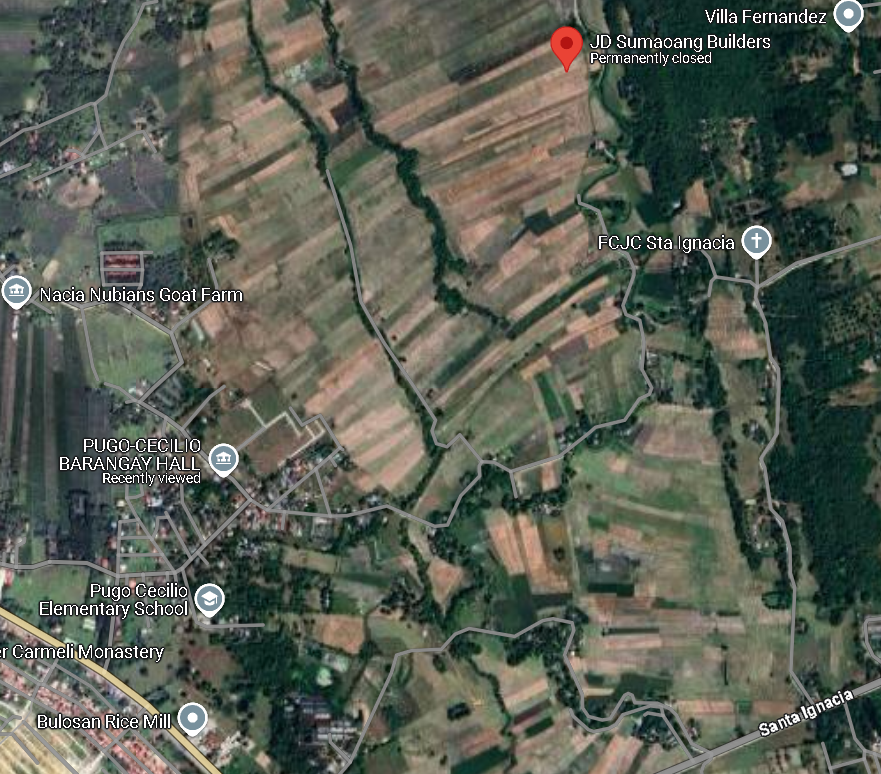 Villa Fernandez
JD Sumaoang Builders
Permanently closed
FCJC Sta Ignacia
Nacia Nubians Goat Farm
PUGO-CECILIO
BARANGAY HALL
Recently viewed
Pugo Cecilio
Elementary School
er Carmeli Monastery
Bulosan Rice Mill
Santa Ignacia